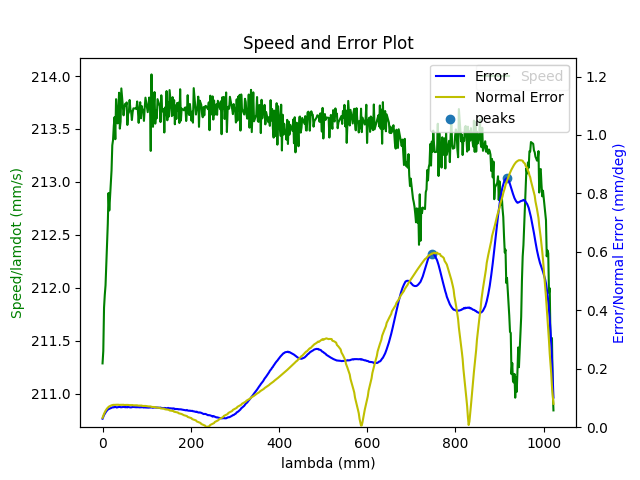 Speed and Error Plot
214.0
213.5
213.0
212.5
212.0
211.5
211.0
Speed/lamdot (mm/s)
Error
Speed
Normal Error
peaks
1.2
1.0
0.8
0.6
0.4
0.2
0.0
Error/Normal Error (mm/deg)
0 200 400 600 800 1000
lambda (mm)